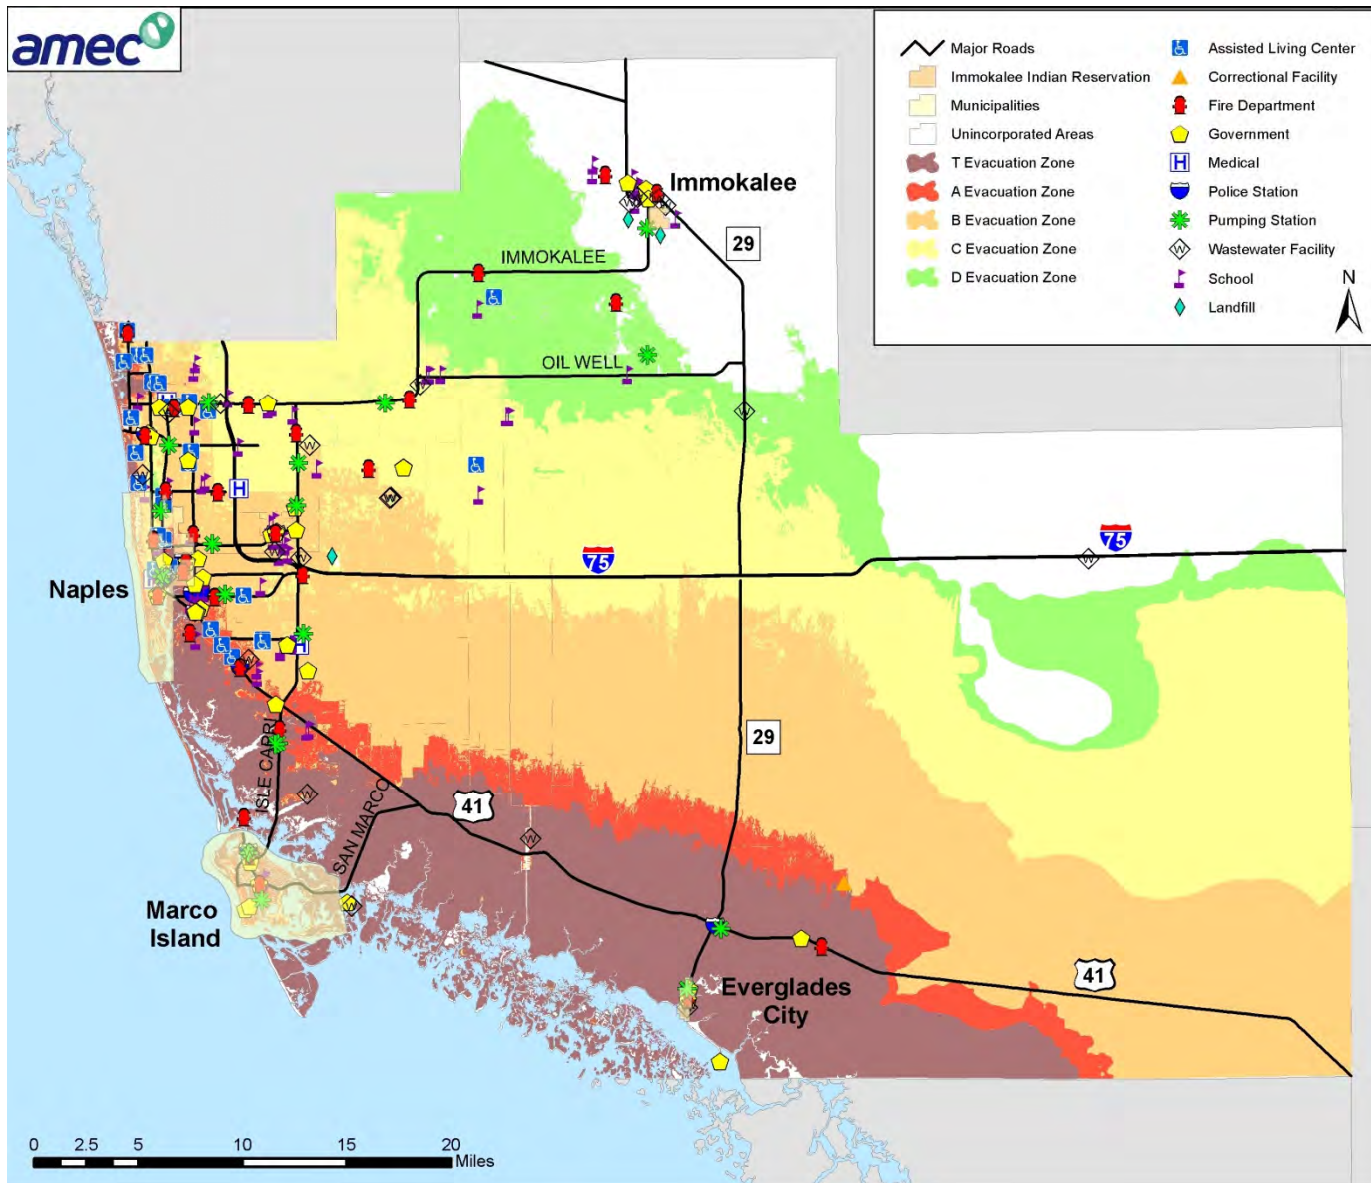 amec
Major Roads
Immokalee Indian Reservation
Municipalities
Unincorporated Areas
T Evacuation Zone
A Evacuation Zone
B Evacuation Zone
C Evacuation Zone
D Evacuation Zone
Assisted Living Center
Correctional Facility
Fire Department
Government
H Medical
Police Station
Pumping Station
W Wastewater Facility
School
Landfill
N
Immokalee
29
IMMOKALEE
OIL WELL
H
75
75
Naples
H
29
ISLE CAPRI
SAN MARCO
41
Marco
Island
Everglades
City
41
0 2.5 5 10 15 20
Miles